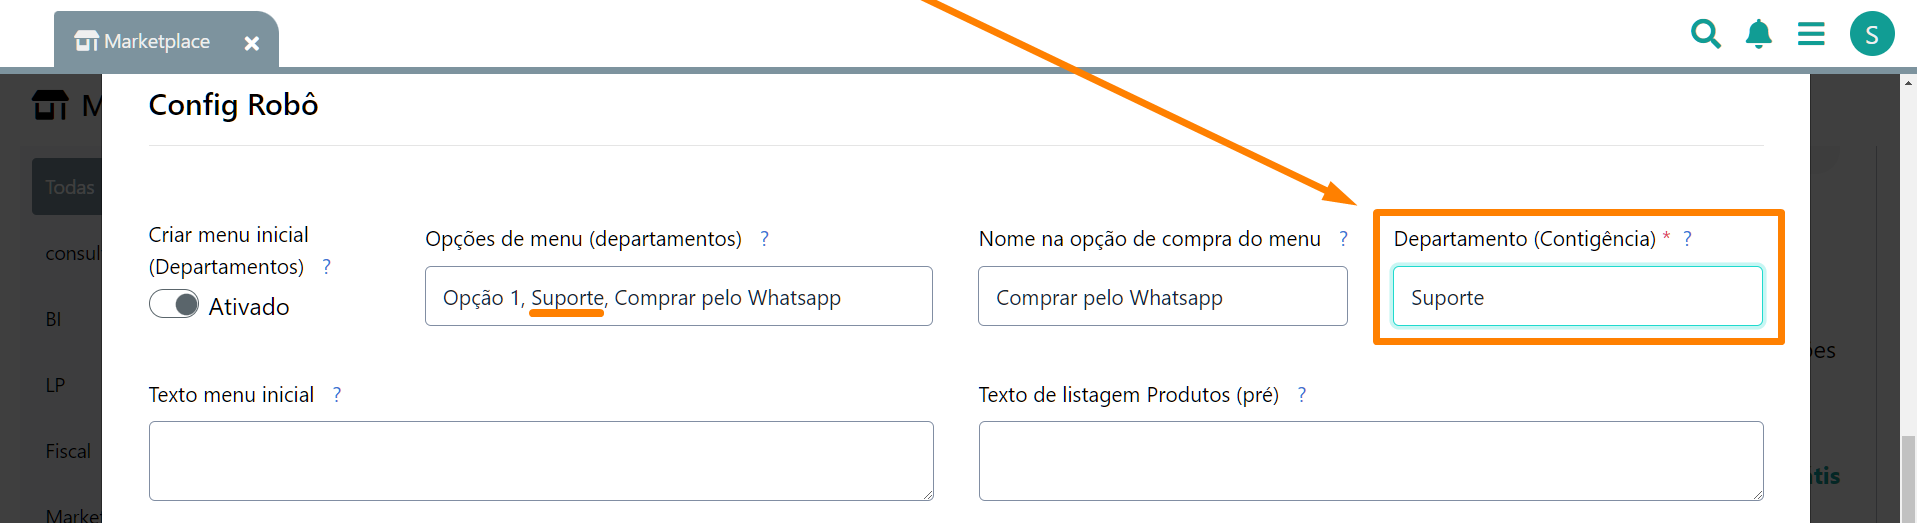 Marketplace
S
M
Config Robô
Todas
Criar menu inicial
(Departamentos) ?
Ativado
Opções de menu (departamentos) ?
Opção 1, Suporte, Comprar pelo Whatsapp
Nome na opção de compra do menu ?
Comprar pelo Whatsapp
Departamento (Contigência) * ?
Suporte
consul
BI
LP
Fiscal
Market
Texto menu inicial ?
Texto de listagem Produtos (pré) ?
es
tis